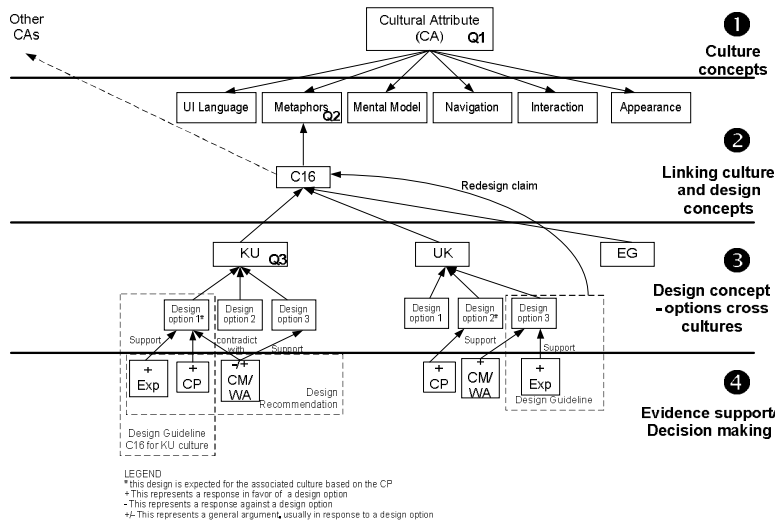 Other
CAs
Cultural Attribute
(CA) Q1
1
Culture
concepts
UI Language
Metaphors
Q2
Mental Model
Navigation
Interaction
Appearance
2
Linking culture
and design
concepts
C16
Redesign claim
KU
Q3
UK
EG
3
Design concept
-options cross
cultures
Design
option 1*
Design
option 2
Design
option 3
Design
option 1
Design
option 2*
Design
option 3
Support
contradict
with
Support
Support
Support
+
Exp
+
CP
-/+
CM/
WA
Design
Recommendation
+
CP
+
CM/
WA
+
Exp
Design Guideline
4
Evidence support/
Decision making
Design Guideline
C16 for KU culture
LEGEND
* this design is expected for the associated culture based on the CP
+ This represents a response in favor of a design option
- This represents a response against a design option
+/- This represents a general argument, usually in response to a design option